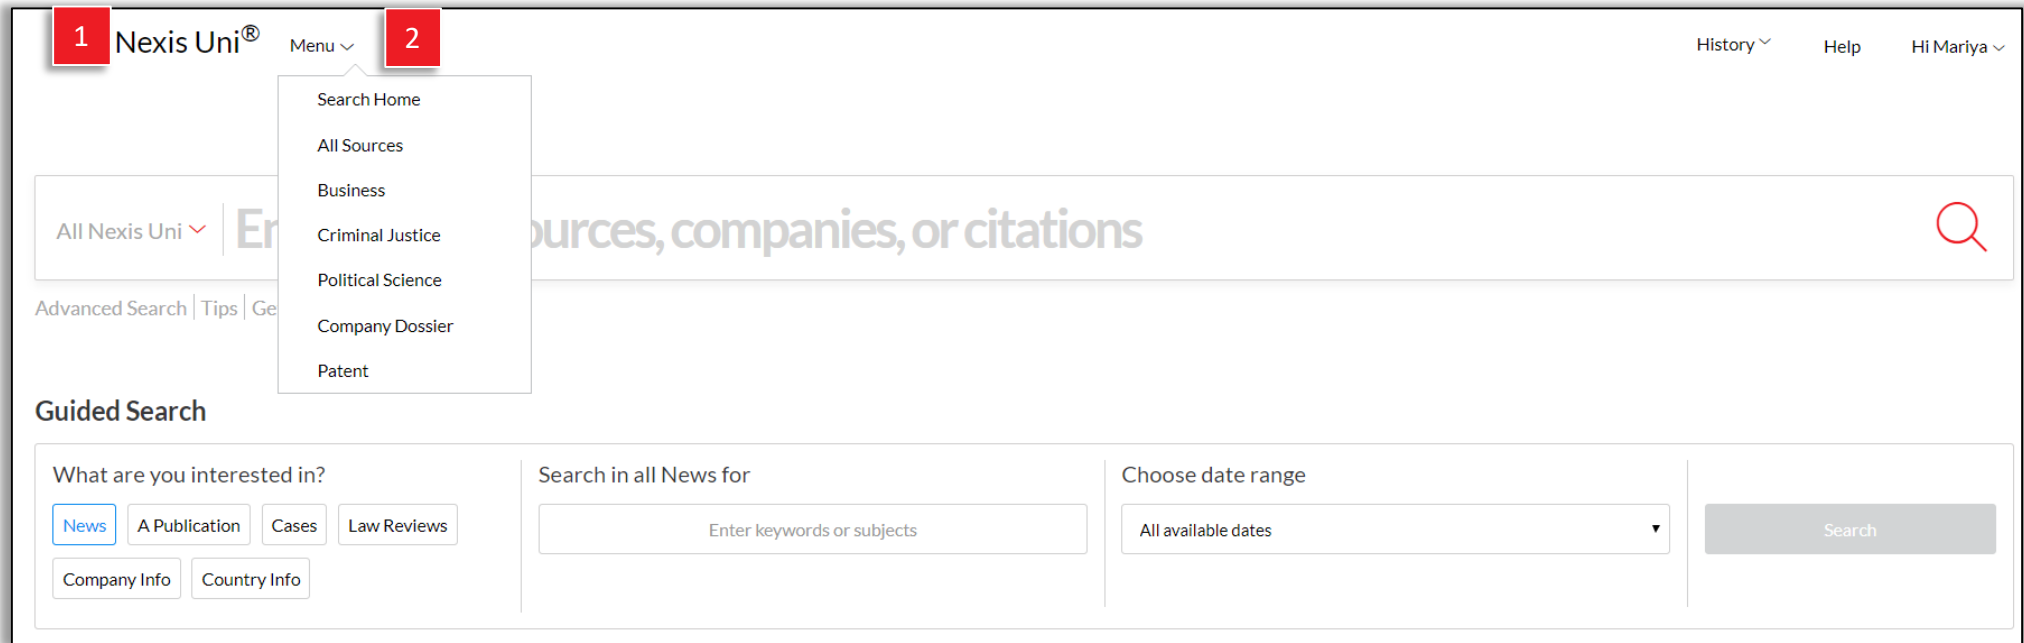 1 Nexis Uni® Menu 2 History Help Hi Mariya
Search Home
All Sources
Business
Criminal Justice
Political Science
Company Dossier
Patent
All Nexis Uni companies, or citations
Advanced Search Tips
Guided Search
What are you interested in? Search in all News for Choose date range
News A Publication Cases Law Reviews Enter keywords or subjects All available dates Search
Company Info Country Info